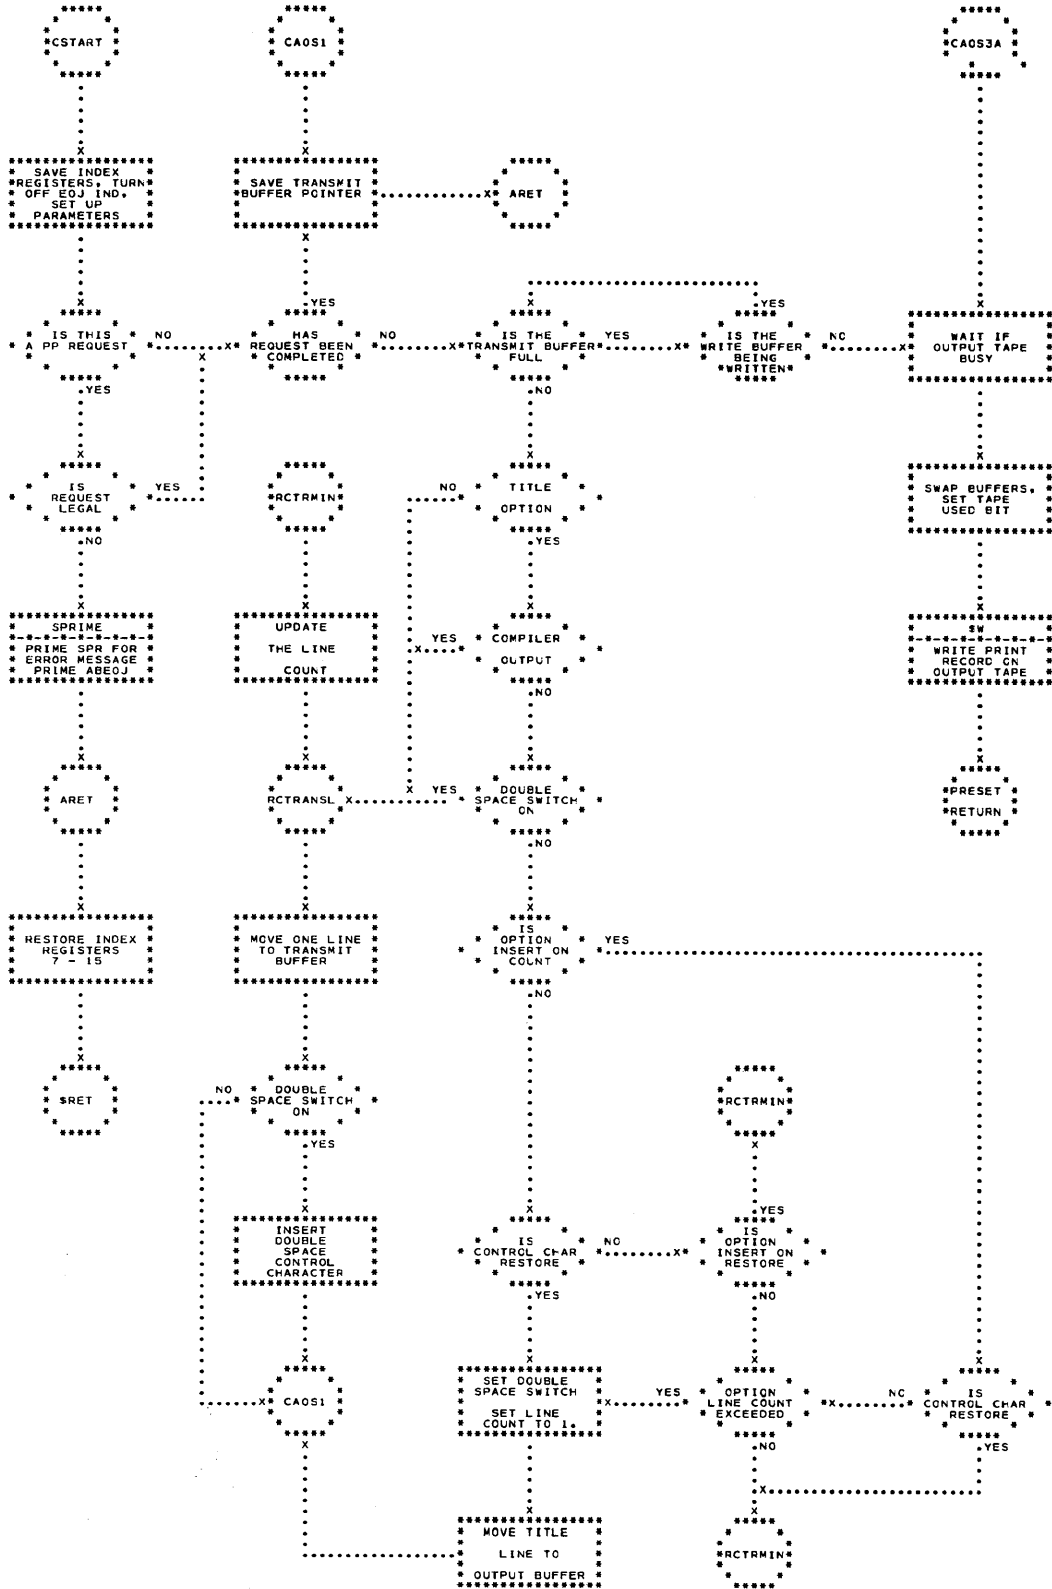 CSTART
CAOS1
CAOS3A
SAVE INDEX
REGISTERS, TURN
OFF EOJ IND.
SET UP
PARAMETERS
SAVE TRANSMIT
BUFFER POINTER
ARET
IS THIS
A PP REQUEST
NO
YES
HAS
REQUEST BEEN
COMPLETED
YES
NO
IS THE
TRANSMIT BUFFER
FULL
YES
NO
IS THE
WRITE BUFFER
BEING
WRITTEN
YES
NO
WAIT IF
OUTPUT TAPE
BUSY
IS
REQUEST
LEGAL
YES
NO
RCTRMIN
NO
TITLE
OPTION
YES
SWAP BUFFERS,
SET TAPE
USED BIT
SPRIME
PRIME SPR FOR
ERROR MESSAGE
PRIME ABEOJ
UPDATE
THE LINE
COUNT
YES
COMPILER
OUTPUT
NO
$W
WRITE PRINT
RECORD ON
OUTPUT TAPE
ARET
RCTRANSL
YES
DOUBLE
SPACE SWITCH
ON
NO
PRESET
RETURN
RESTORE INDEX
REGISTERS
7 - 15
MOVE ONE LINE
TO TRANSMIT
BUFFER
IS
OPTION
INSERT ON
COUNT
YES
NO
$RET
NO
DOUBLE
SPACE SWITCH
ON
YES
RCTRMIN
INSERT
DOUBLE
SPACE
CONTROL
CHARACTER
IS
CONTROL CHAR
RESTORE
NO
YES
YES
IS
OPTION
INSERT ON
RESTORE
NO
CAOS1
SET DOUBLE
SPACE SWITCH
SET LINE
COUNT TO 1.
YES
OPTION
LINE COUNT
EXCEEDED
NO
NO
IS
CONTROL CHAR
RESTORE
YES
MOVE TITLE
LINE TO
OUTPUT BUFFER
RCTRMIN